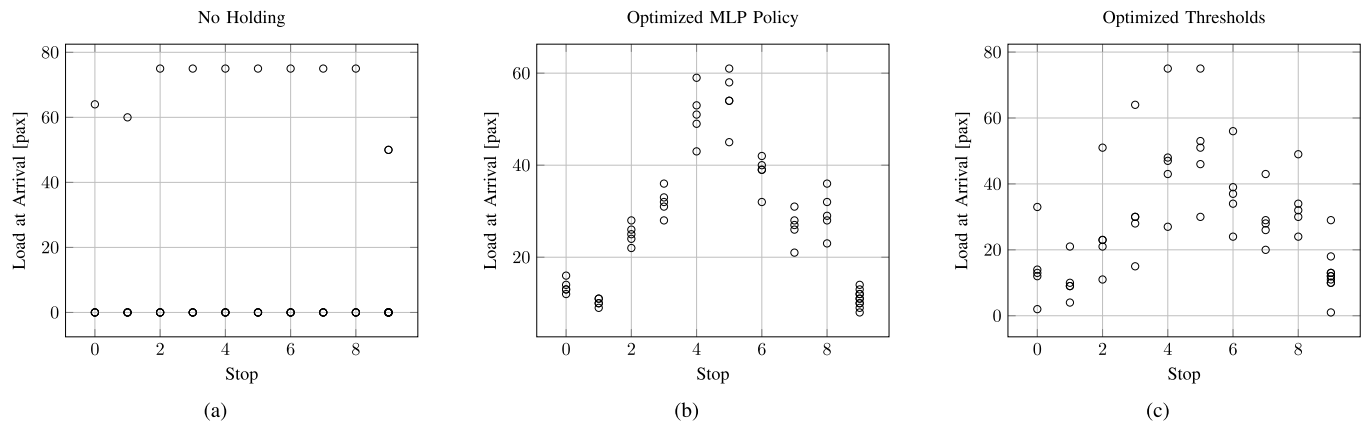 No Holding
80
60
40
20
0
0 2 4 6 8
Load at Arrival [pax]
Stop
(a)
Optimized MLP Policy
60
40
20
0 2 4 6 8
Load at Arrival [pax]
Stop
(b)
Optimized Thresholds
80
60
40
20
0
0 2 4 6 8
Load at Arrival [pax]
Stop
(c)